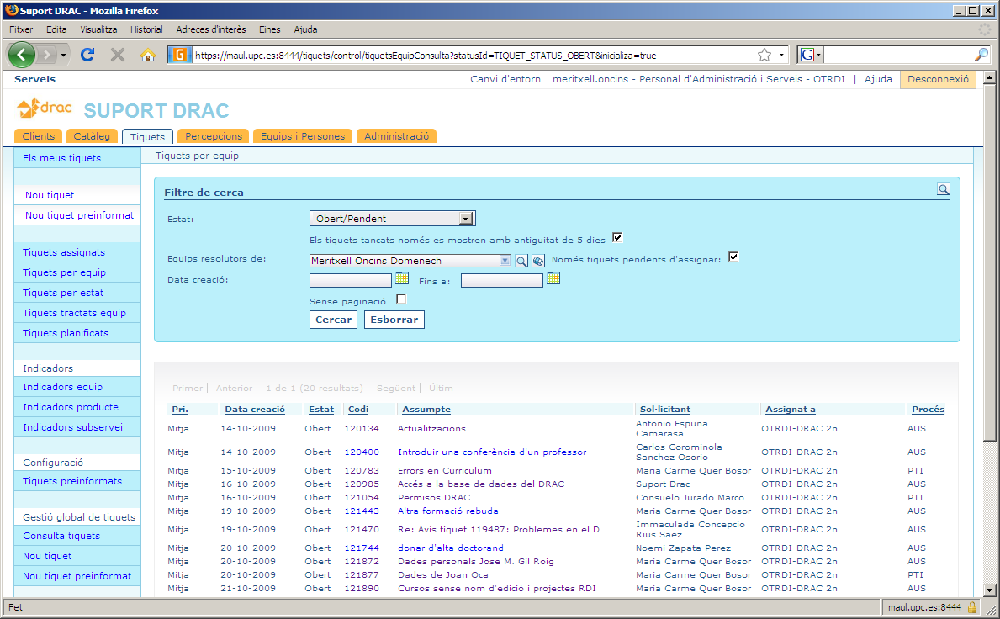 Suport DRAC - Mozilla Firefox
Fitxer Edita Visualitza Historial Adreces d'interès Eines Ajuda
https://maul.upc.es:8444/tiquets/control/tiquetsEquipConsulta?statusId=TIQUET_STATUS_OBERT&inicializa=true
Serveis Canvi d'entorn meritxell.oncins - Personal d'Administració i Serveis - OTRDI | Ajuda Desconnexió
drac SUPORT DRAC
Clients Catàleg Tiquets Percepcions Equips i Persones Administració
Els meus tiquets
Nou tiquet
Nou tiquet preinformat
Tiquets assignats
Tiquets per equip
Tiquets per estat
Tiquets tractats equip
Tiquets planificats
Indicadors
Indicadors equip
Indicadors producte
Indicadors subservei
Configuració
Tiquets preinformats
Gestió global de tiquets
Consulta tiquets
Nou tiquet
Nou tiquet preinformat
Tiquets per equip
Filtre de cerca
Estat: Obert/Pendent
Els tiquets tancats només es mostren amb antiguitat de 5 dies
Equips resolutors de: Meritxell Oncins Domenech Només tiquets pendents d'assignar:
Data creació: Fins a:
Sense paginació
Cercar Esborrar
Primer | Anterior | 1 de 1 (20 resultats) | Següent | Últim
Pri. Data creació Estat Codi Assumpte Sol·licitant Assignat a Procés
Mitja 14-10-2009 Obert 120134 Actualitzacions Antonio Espuna Camarasa OTRDI-DRAC 2n AUS
Mitja 14-10-2009 Obert 120400 Introduir una conferència d'un professor Carlos Corominola Sanchez Osorio OTRDI-DRAC 2n AUS
Mitja 15-10-2009 Obert 120783 Errors en Curriculum Maria Carme Quer Bosor OTRDI-DRAC 2n PTI
Mitja 16-10-2009 Obert 120985 Accés a la base de dades del DRAC Suport Drac OTRDI-DRAC 2n AUS
Mitja 16-10-2009 Obert 121054 Permisos DRAC Consuelo Jurado Marco OTRDI-DRAC 2n PTI
Mitja 19-10-2009 Obert 121443 Altra formació rebuda Maria Carme Quer Bosor OTRDI-DRAC 2n AUS
Mitja 19-10-2009 Obert 121470 Re: Avís tiquet 119487: Problemes en el D Immaculada Concepcio Rius Saez OTRDI-DRAC 2n AUS
Mitja 20-10-2009 Obert 121744 donar d'alta doctorand Noemi Zapata Perez OTRDI-DRAC 2n AUS
Mitja 20-10-2009 Obert 121872 Dades personals Jose M. Gil Roig Maria Carme Quer Bosor OTRDI-DRAC 2n AUS
Mitja 20-10-2009 Obert 121877 Dades de Joan Oca Maria Carme Quer Bosor OTRDI-DRAC 2n PTI
Mitja 21-10-2009 Obert 121890 Cursos sense nom d'edició i projectes RDI Maria Carme Quer Bosor OTRDI-DRAC 2n AUS
Fet maul.upc.es:8444